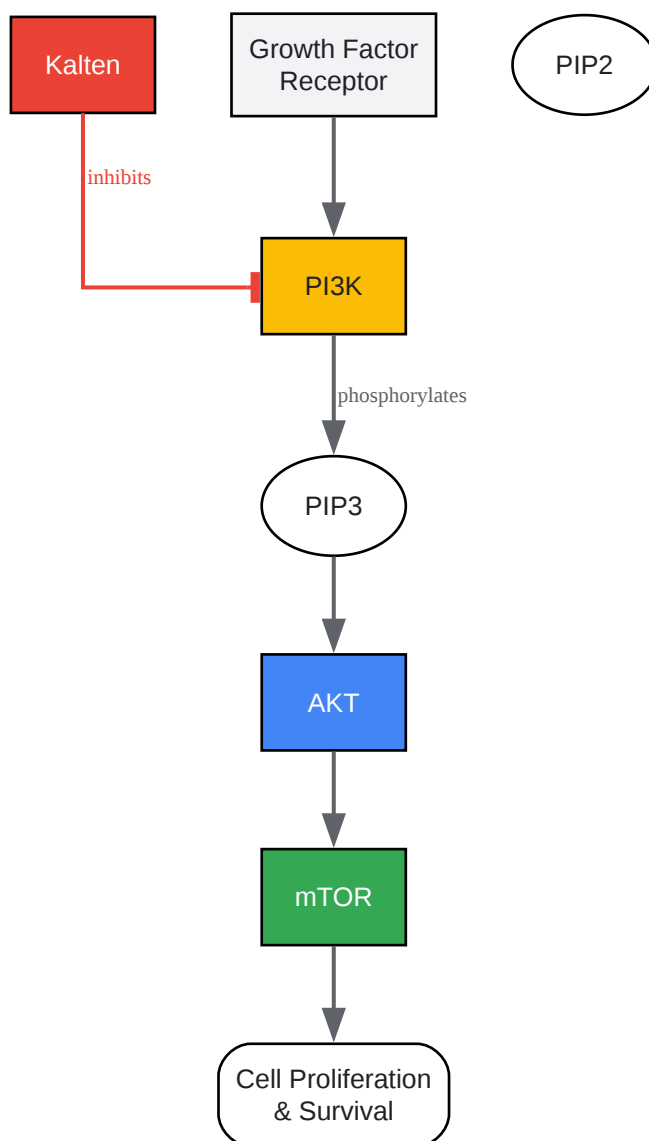 Kalten
Growth Factor
Receptor
PIP2
inhibits
PI3K
phosphorylates
PIP3
AKT
mTOR
Cell Proliferation
& Survival